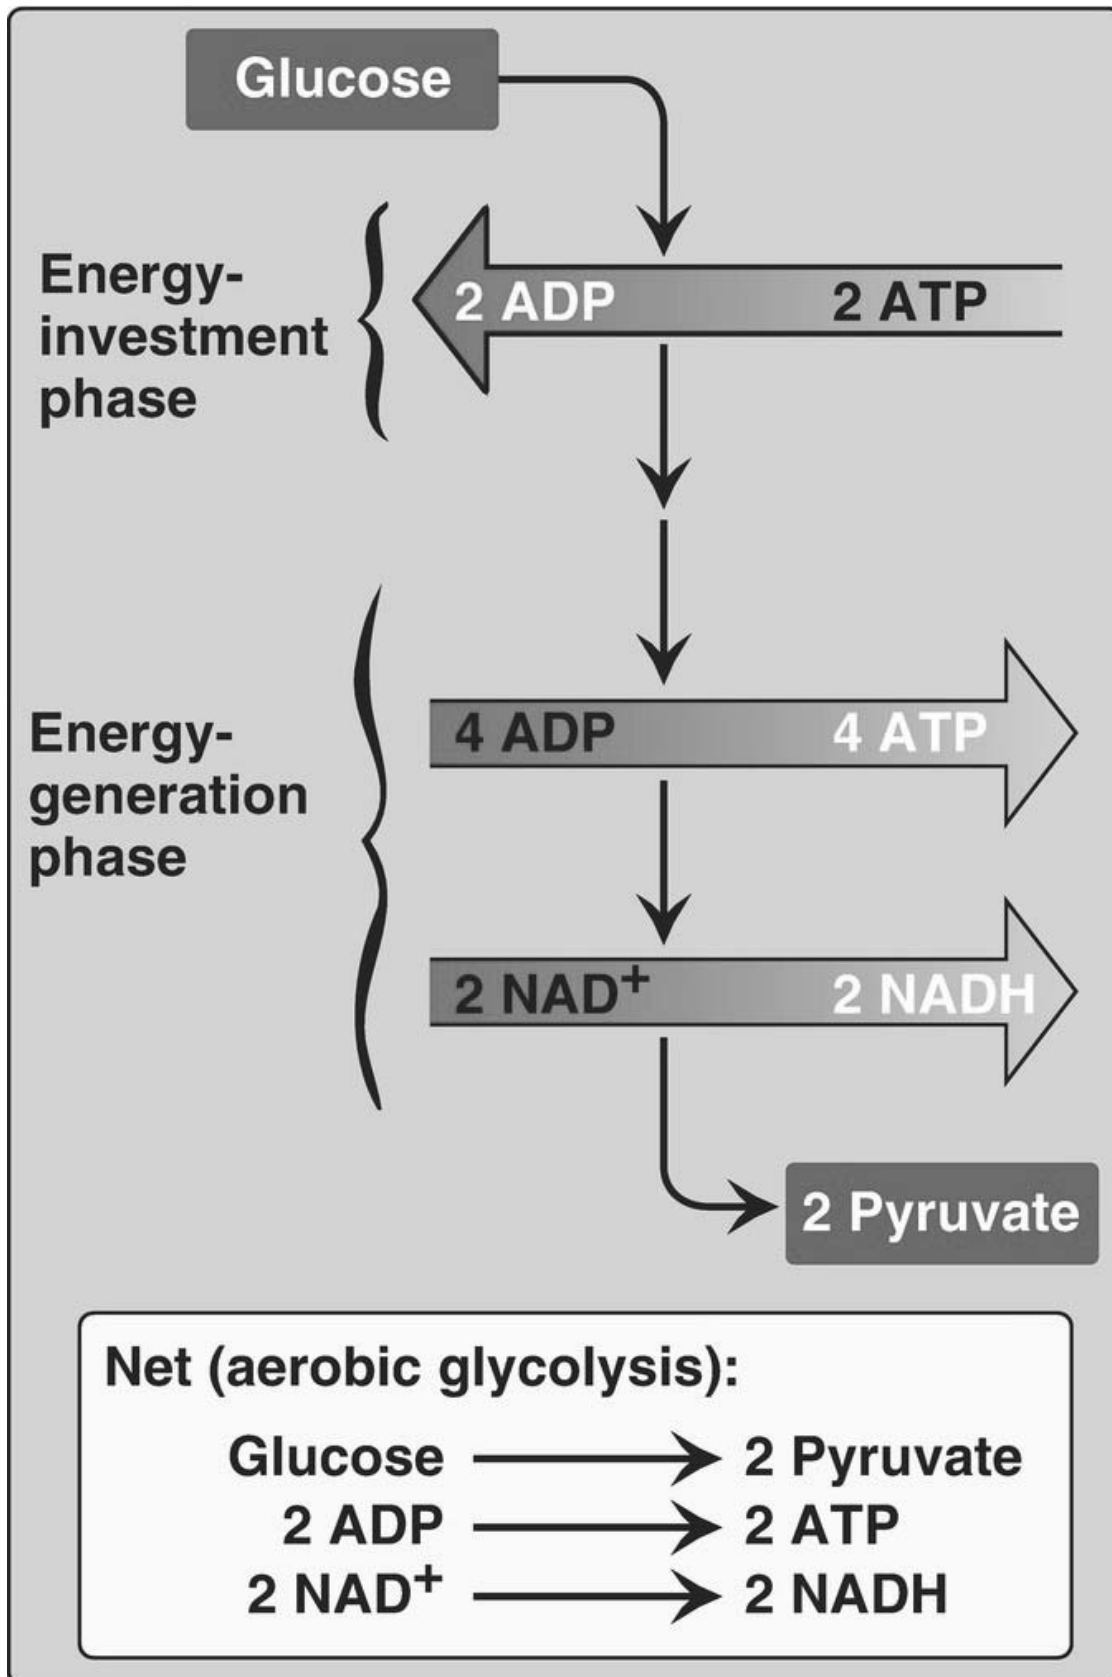 Glucose
Energy-
investment
phase
2 ADP 2 ATP
Energy-
generation
phase
4 ADP 4 ATP
2 NAD⁺ 2 NADH
2 Pyruvate
Net (aerobic glycolysis):
Glucose 2 Pyruvate
2 ADP 2 ATP
2 NAD⁺ 2 NADH